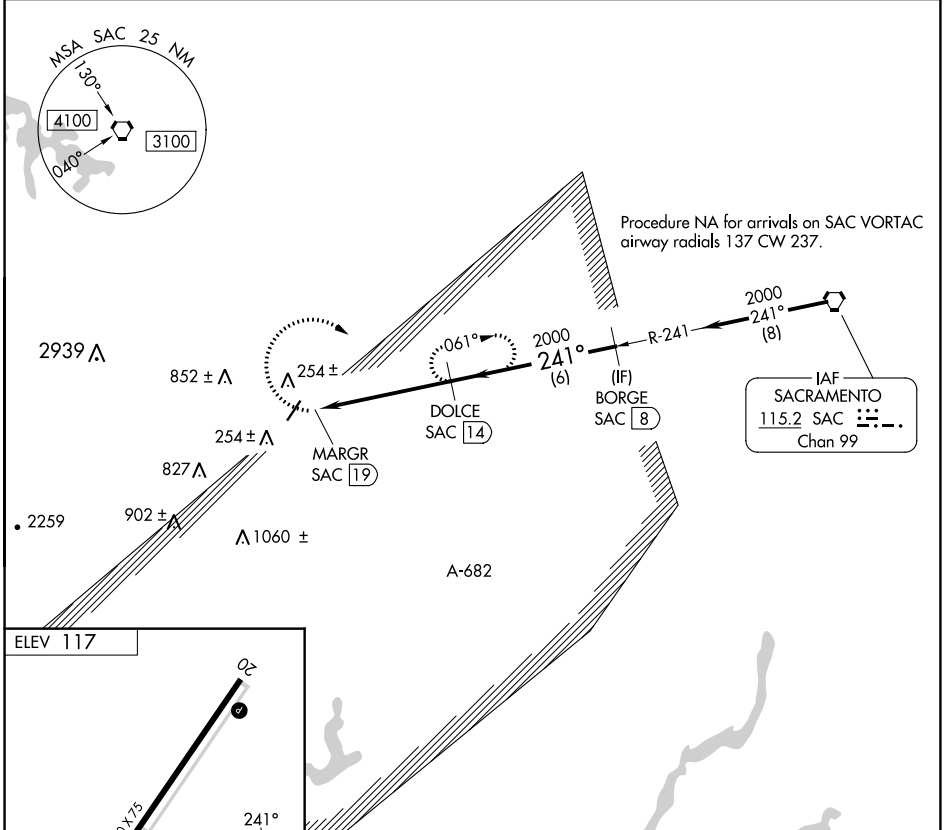 MSA SAC 25 NM
130°
4100
3100
040°
Procedure NA for arrivals on SAC VORTAC
airway radials 137 CW 237.
2000
241°
(8)
R-241
2000
241°
(6)
061°
(IF)
BORGE
SAC 8
DOLCE
SAC 14
MARGR
SAC 19
IAF
SACRAMENTO
115.2 SAC
Chan 99
2939
852 ±
254 ±
254 ±
827
902 ±
2259
1060 ±
A-682
ELEV 117
20
X 75
241°